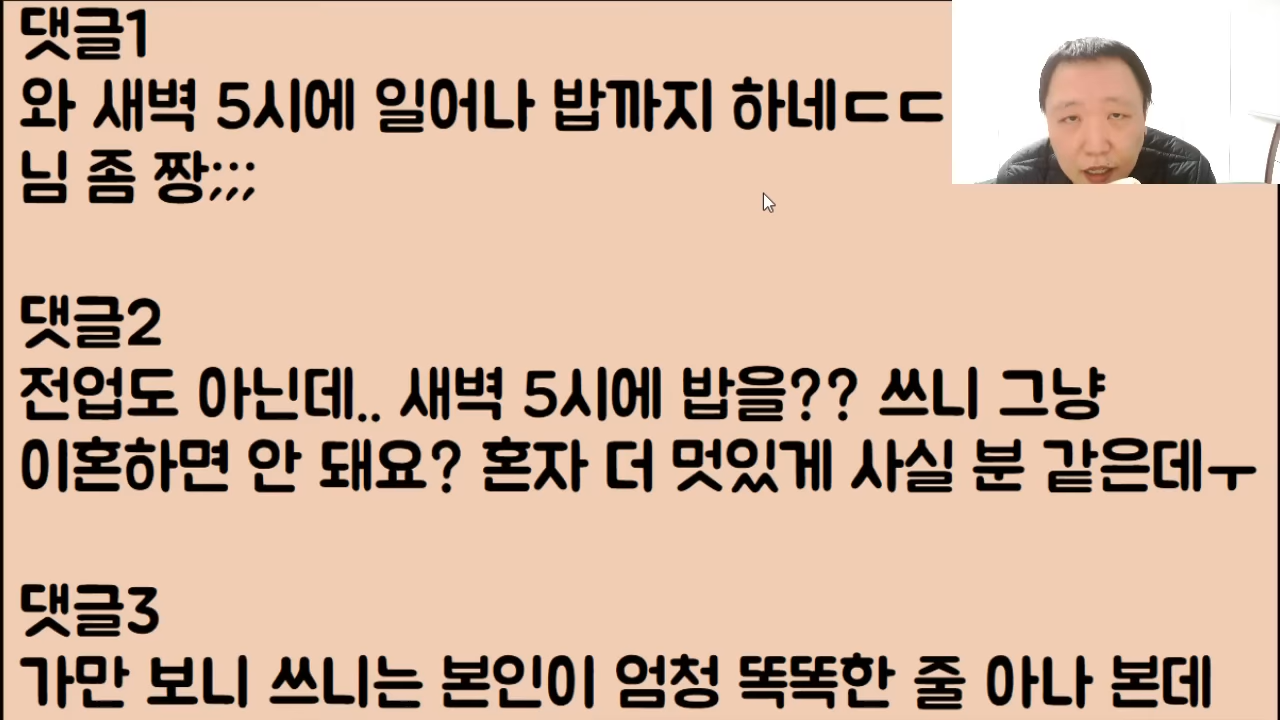 댓글1
와 새벽 5시에 일어나 밥까지 하네ㄷㄷ
님 좀 짱;;;
댓글2
전업도 아닌데.. 새벽 5시에 밥을?? 쓰니 그냥
이혼하면 안 돼요? 혼자 더 멋있게 사실 분 같은데ㅜ
댓글3
가만 보니 쓰니는 본인이 엄청 똑똑한 줄 아나 본데